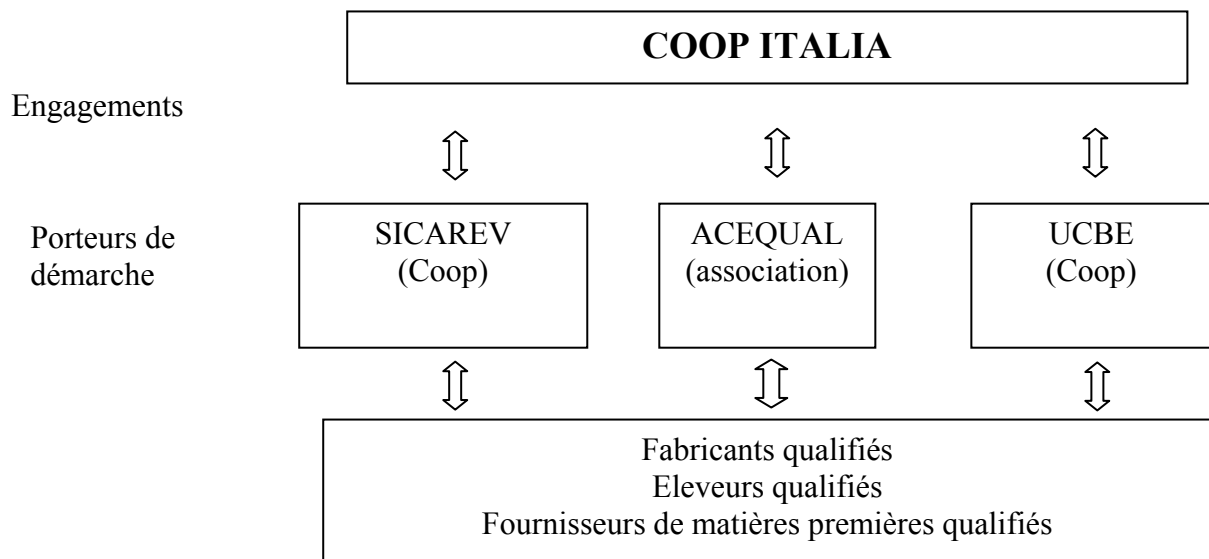 COOP ITALIA
Engagements
Porteurs de
démarche
SICAREV
(Coop)
ACEQUAL
(association)
UCBE
(Coop)
Fabricants qualifiés
Eleveurs qualifiés
Fournisseurs de matières premières qualifiés